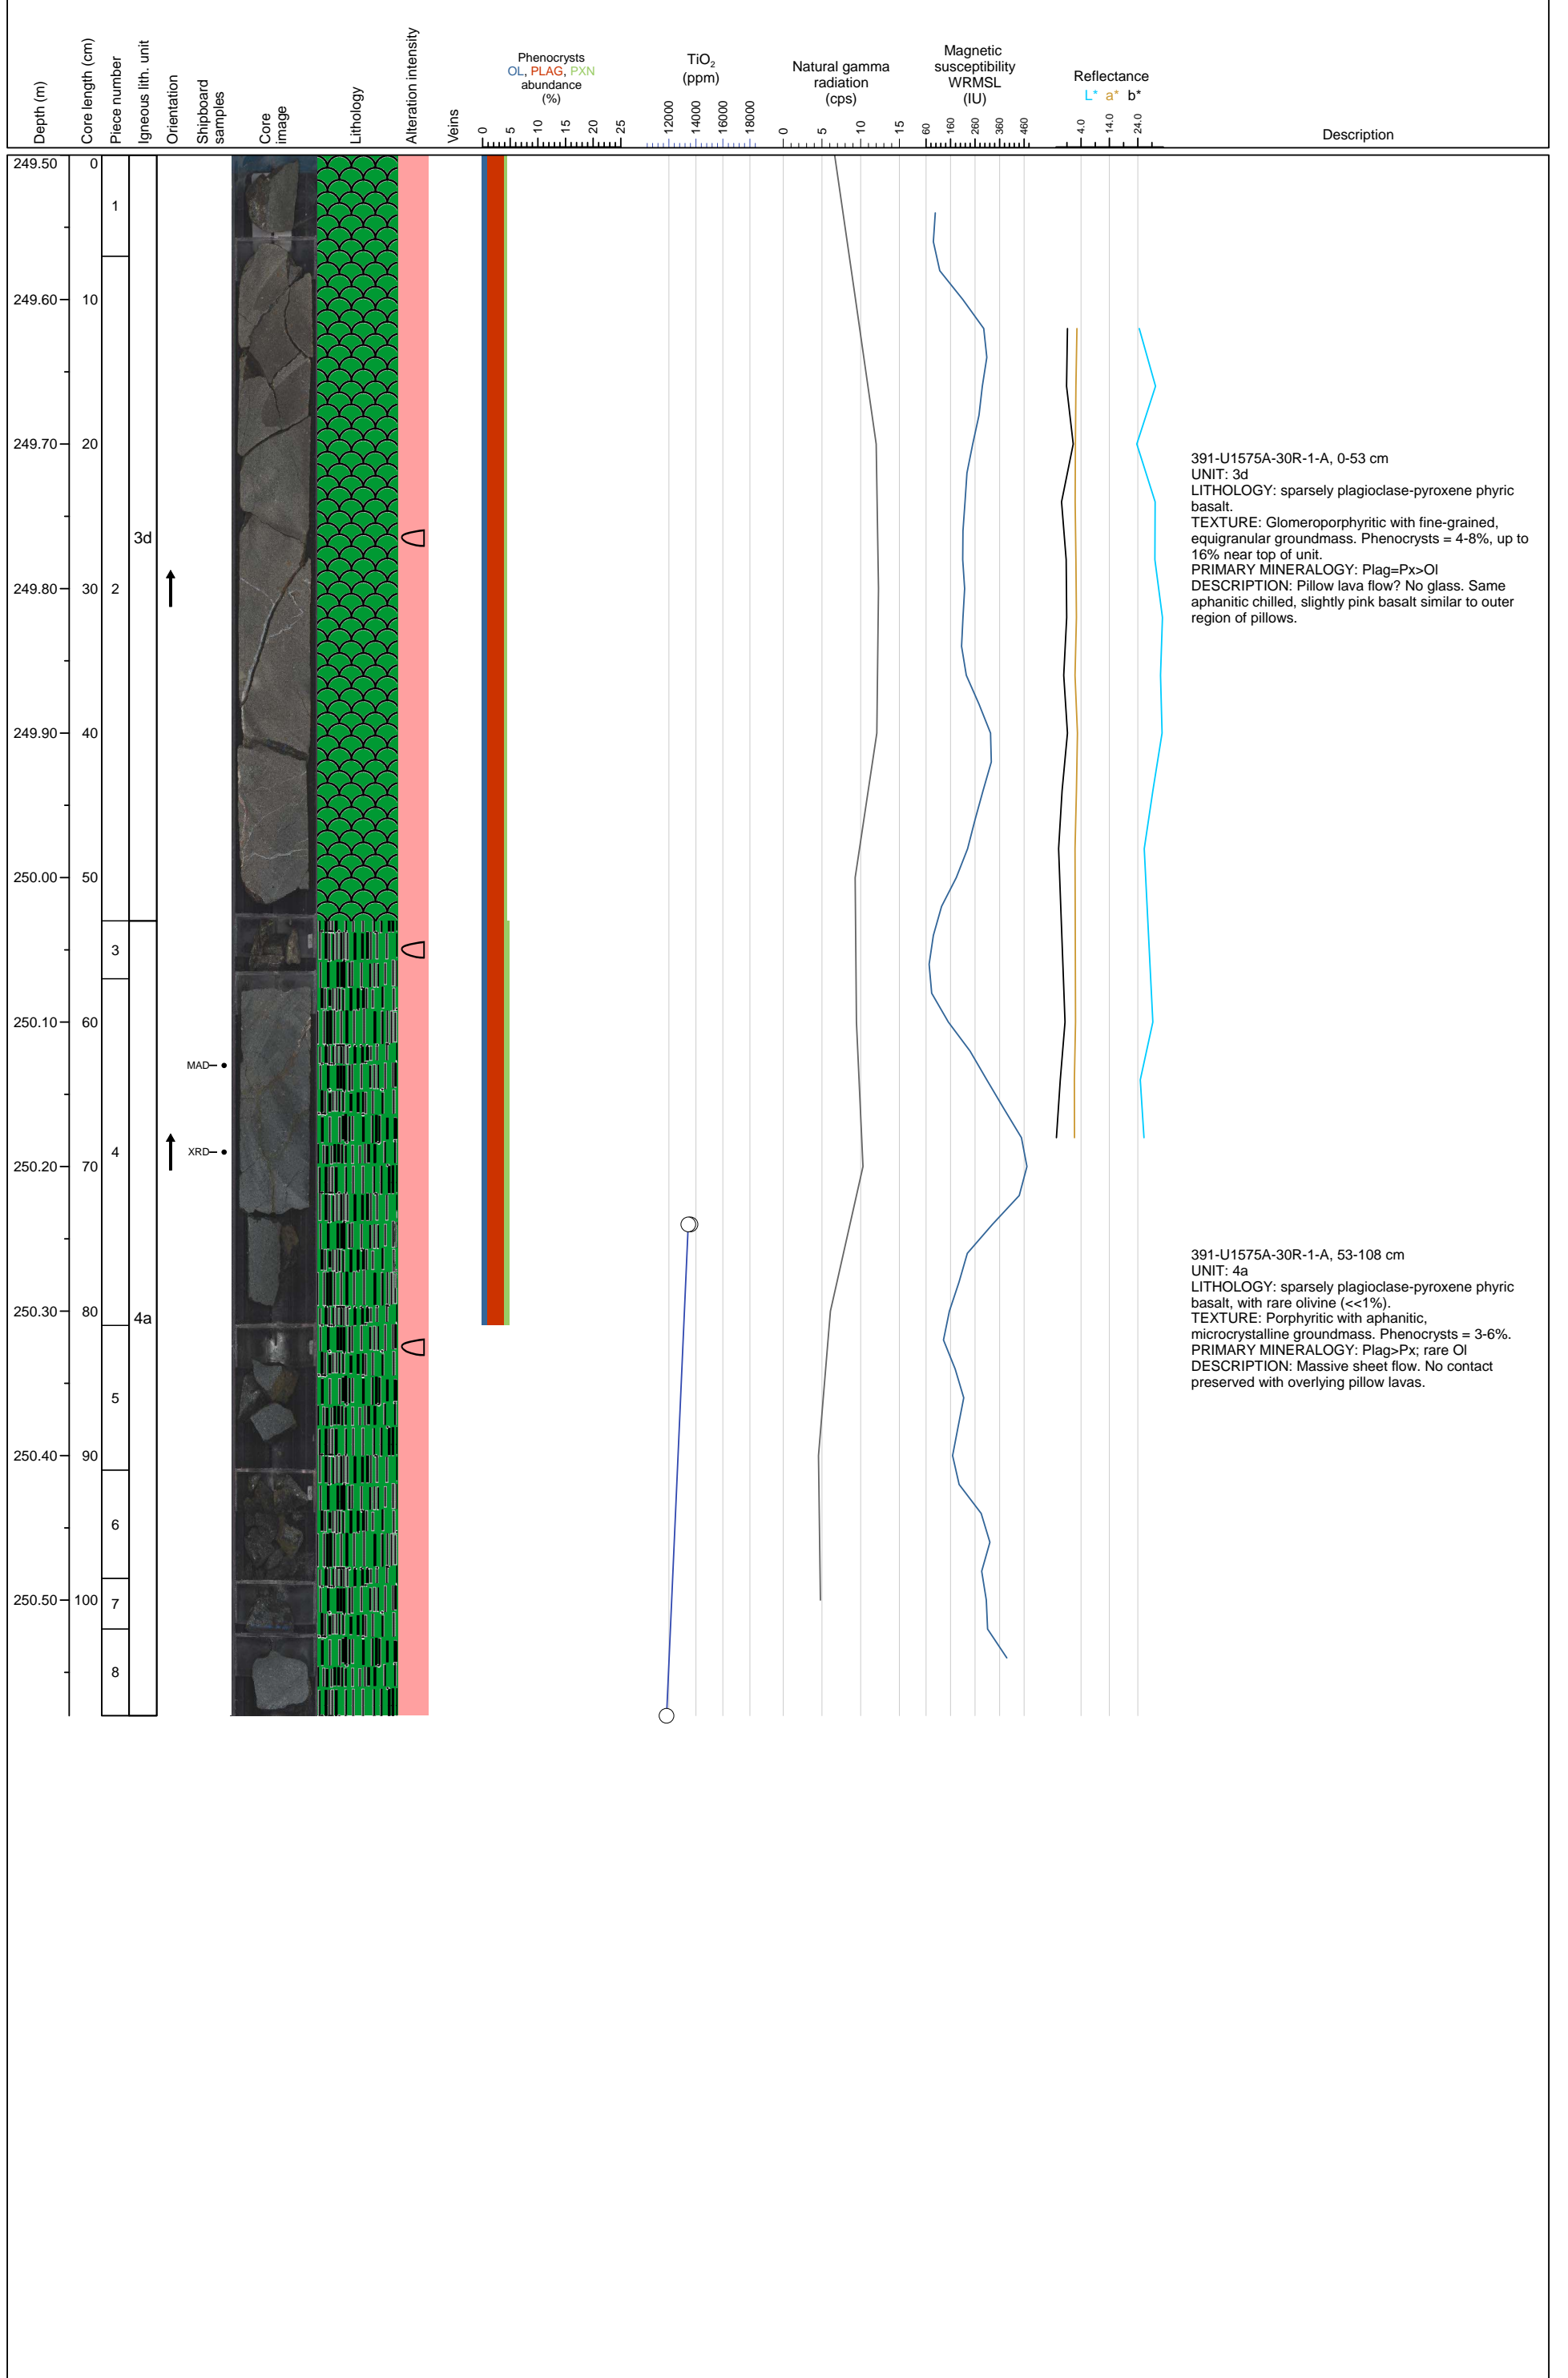 Depth (m)
Core length (cm)
Piece number
Igneous lith. unit
Orientation
Shipboard
samples
Core
image
Lithology
Alteration intensity
Veins
Phenocrysts
OL, PLAG, PXN
abundance
(%)
0 5 10 15 20 25
TiO2
(ppm)
12000 14000 16000 18000
Natural gamma
radiation
(cps)
0 5 10 15
Magnetic
susceptibility
WRMSL
(IU)
60 160 260 360 460
Reflectance
L* a* b*
4.0 14.0 24.0
Description
249.50 0
1
249.60 10
249.70 20
391-U1575A-30R-1-A, 0-53 cm
UNIT: 3d
LITHOLOGY: sparsely plagioclase-pyroxene phyric
basalt.
TEXTURE: Glomeroporphyritic with fine-grained,
equigranular groundmass. Phenocrysts = 4-8%, up to
16% near top of unit.
PRIMARY MINERALOGY: Plag=Px>Ol
DESCRIPTION: Pillow lava flow? No glass. Same
aphanitic chilled, slightly pink basalt similar to outer
region of pillows.
3d
249.80 30 2
249.90 40
250.00 50
3
250.10 60
MAD
4
XRD
250.20 70
391-U1575A-30R-1-A, 53-108 cm
UNIT: 4a
LITHOLOGY: sparsely plagioclase-pyroxene phyric
basalt, with rare olivine (<<1%).
TEXTURE: Porphyritic with aphanitic,
microcrystalline groundmass. Phenocrysts = 3-6%.
PRIMARY MINERALOGY: Plag>Px; rare Ol
DESCRIPTION: Massive sheet flow. No contact
preserved with overlying pillow lavas.
250.30 80
4a
5
250.40 90
6
250.50 100
7
8